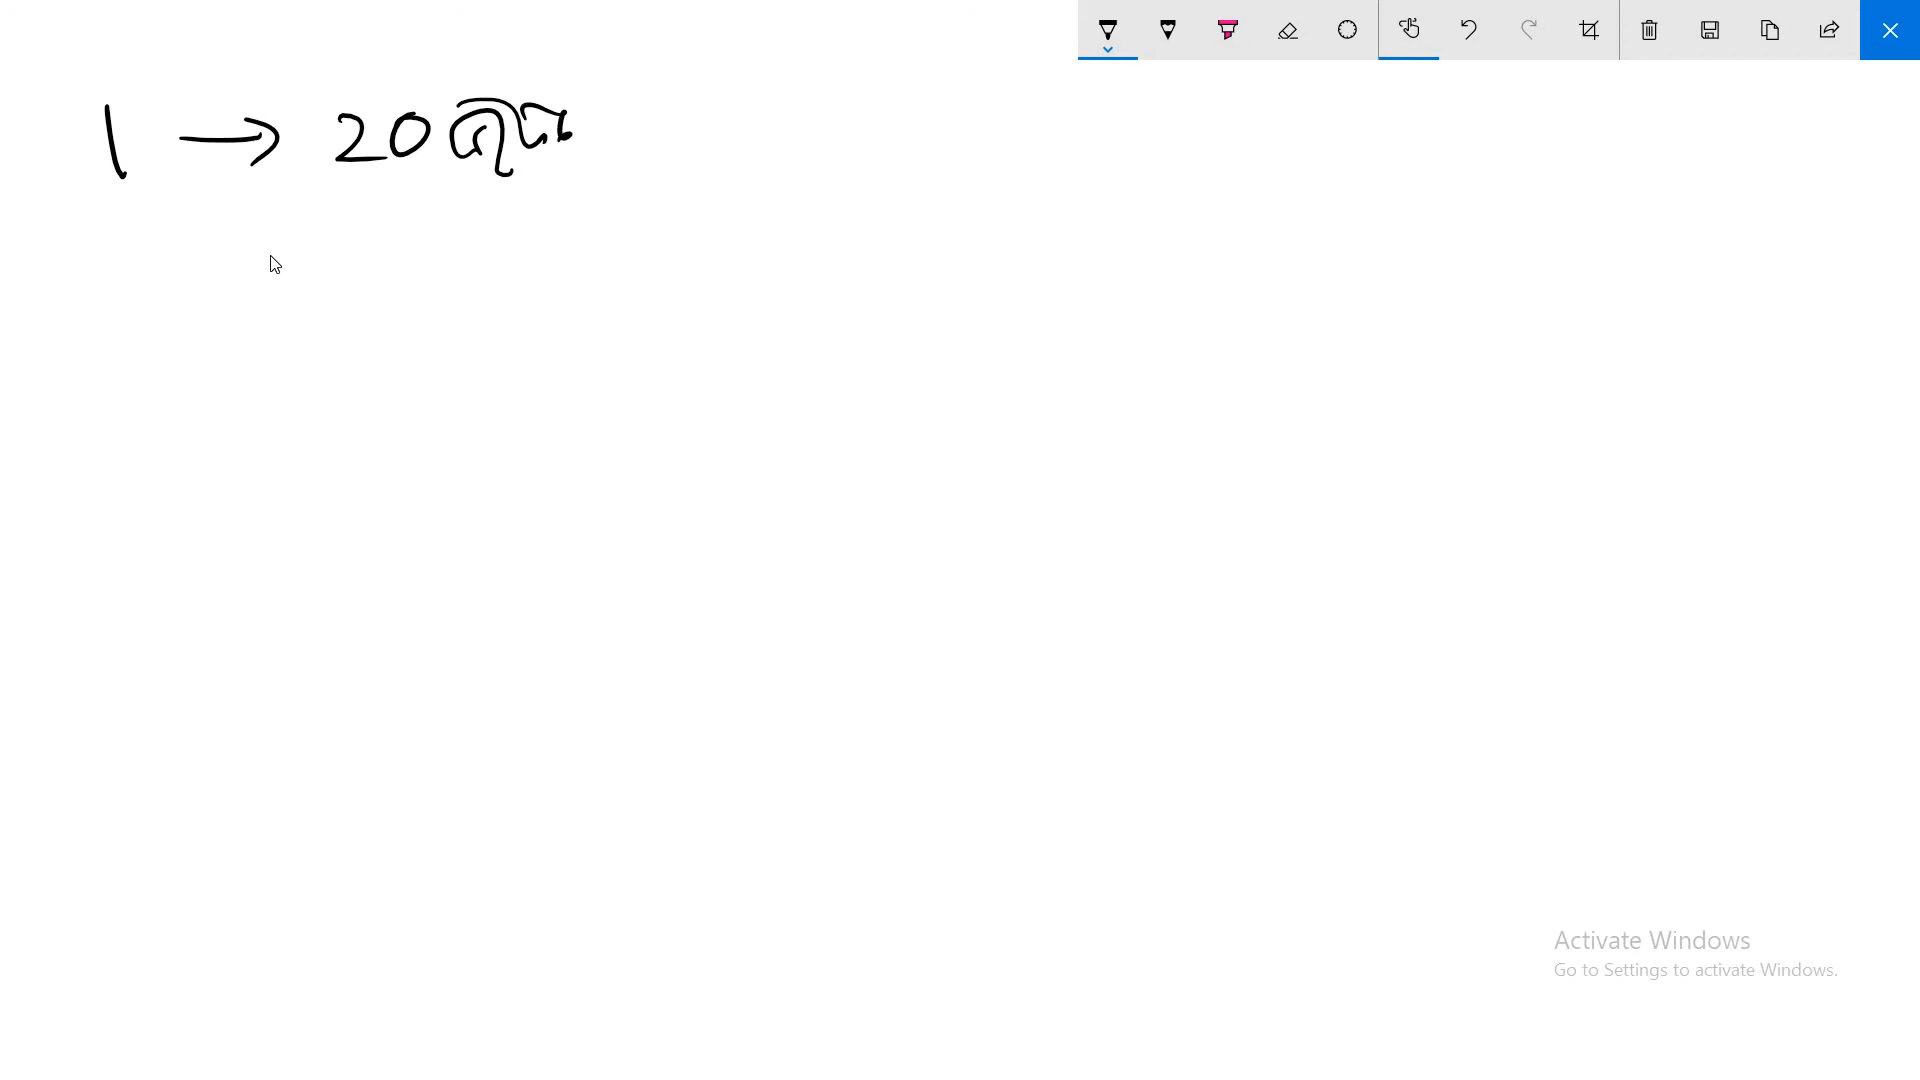 1 → 20
Activate Windows
Go to Settings to activate Windows.